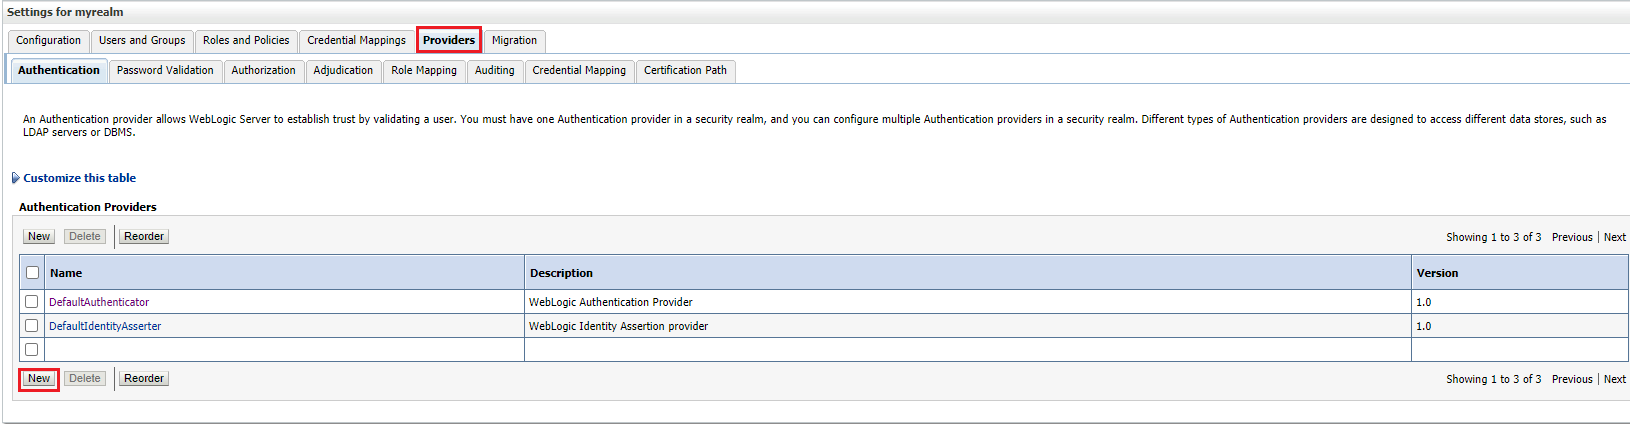 Settings for myrealm
Configuration Users and Groups Roles and Policies Credential Mappings Providers Migration
Authentication Password Validation Authorization Adjudication Role Mapping Auditing Credential Mapping Certification Path
An Authentication provider allows WebLogic Server to establish trust by validating a user. You must have one Authentication provider in a security realm, and you can configure multiple Authentication providers in a security realm. Different types of Authentication providers are designed to access different data stores, such as
LDAP servers or DBMS.
Customize this table
Authentication Providers
New Delete Reorder Showing 1 to 3 of 3 Previous | Next
Name Description Version
DefaultAuthenticator WebLogic Authentication Provider 1.0
DefaultIdentityAsserter WebLogic Identity Assertion provider 1.0
New Delete Reorder Showing 1 to 3 of 3 Previous | Next